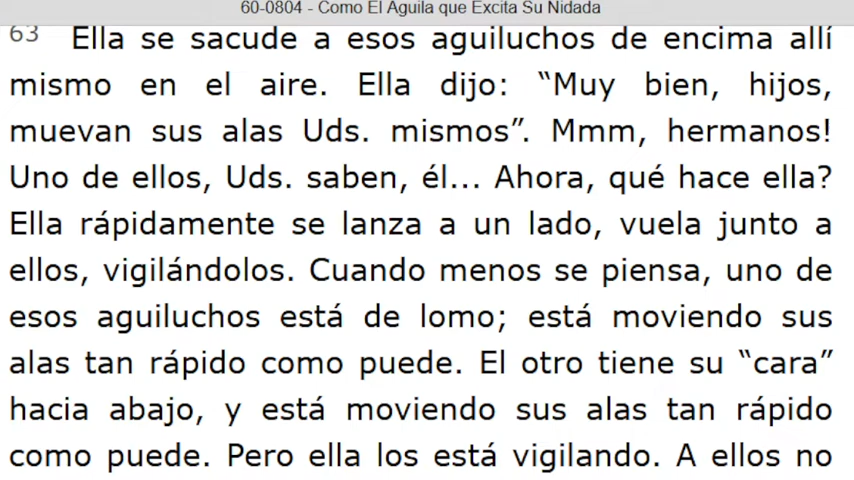 60-0804 - Como El Aguila que Excita Su Nidada
63 Ella se sacude a esos aguiluchos de encima allí
mismo en el aire. Ella dijo: “Muy bien, hijos,
muevan sus alas Uds. mismos”. Mmm, hermanos!
Uno de ellos, Uds. saben, él... Ahora, qué hace ella?
Ella rápidamente se lanza a un lado, vuela junto a
ellos, vigilándolos. Cuando menos se piensa, uno de
esos aguiluchos está de lomo; está moviendo sus
alas tan rápido como puede. El otro tiene su “cara”
hacia abajo, y está moviendo sus alas tan rápido
como puede. Pero ella los está vigilando. A ellos no